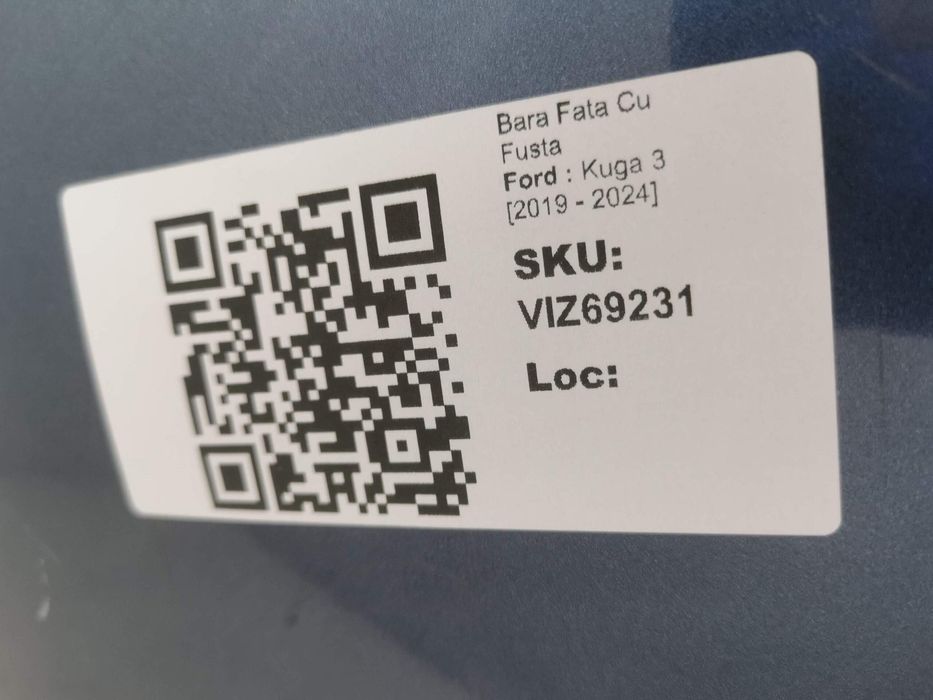 Bara Fata Cu
Fusta
Ford : Kuga 3
[2019 - 2024]
SKU:
VIZ69231
Loc: